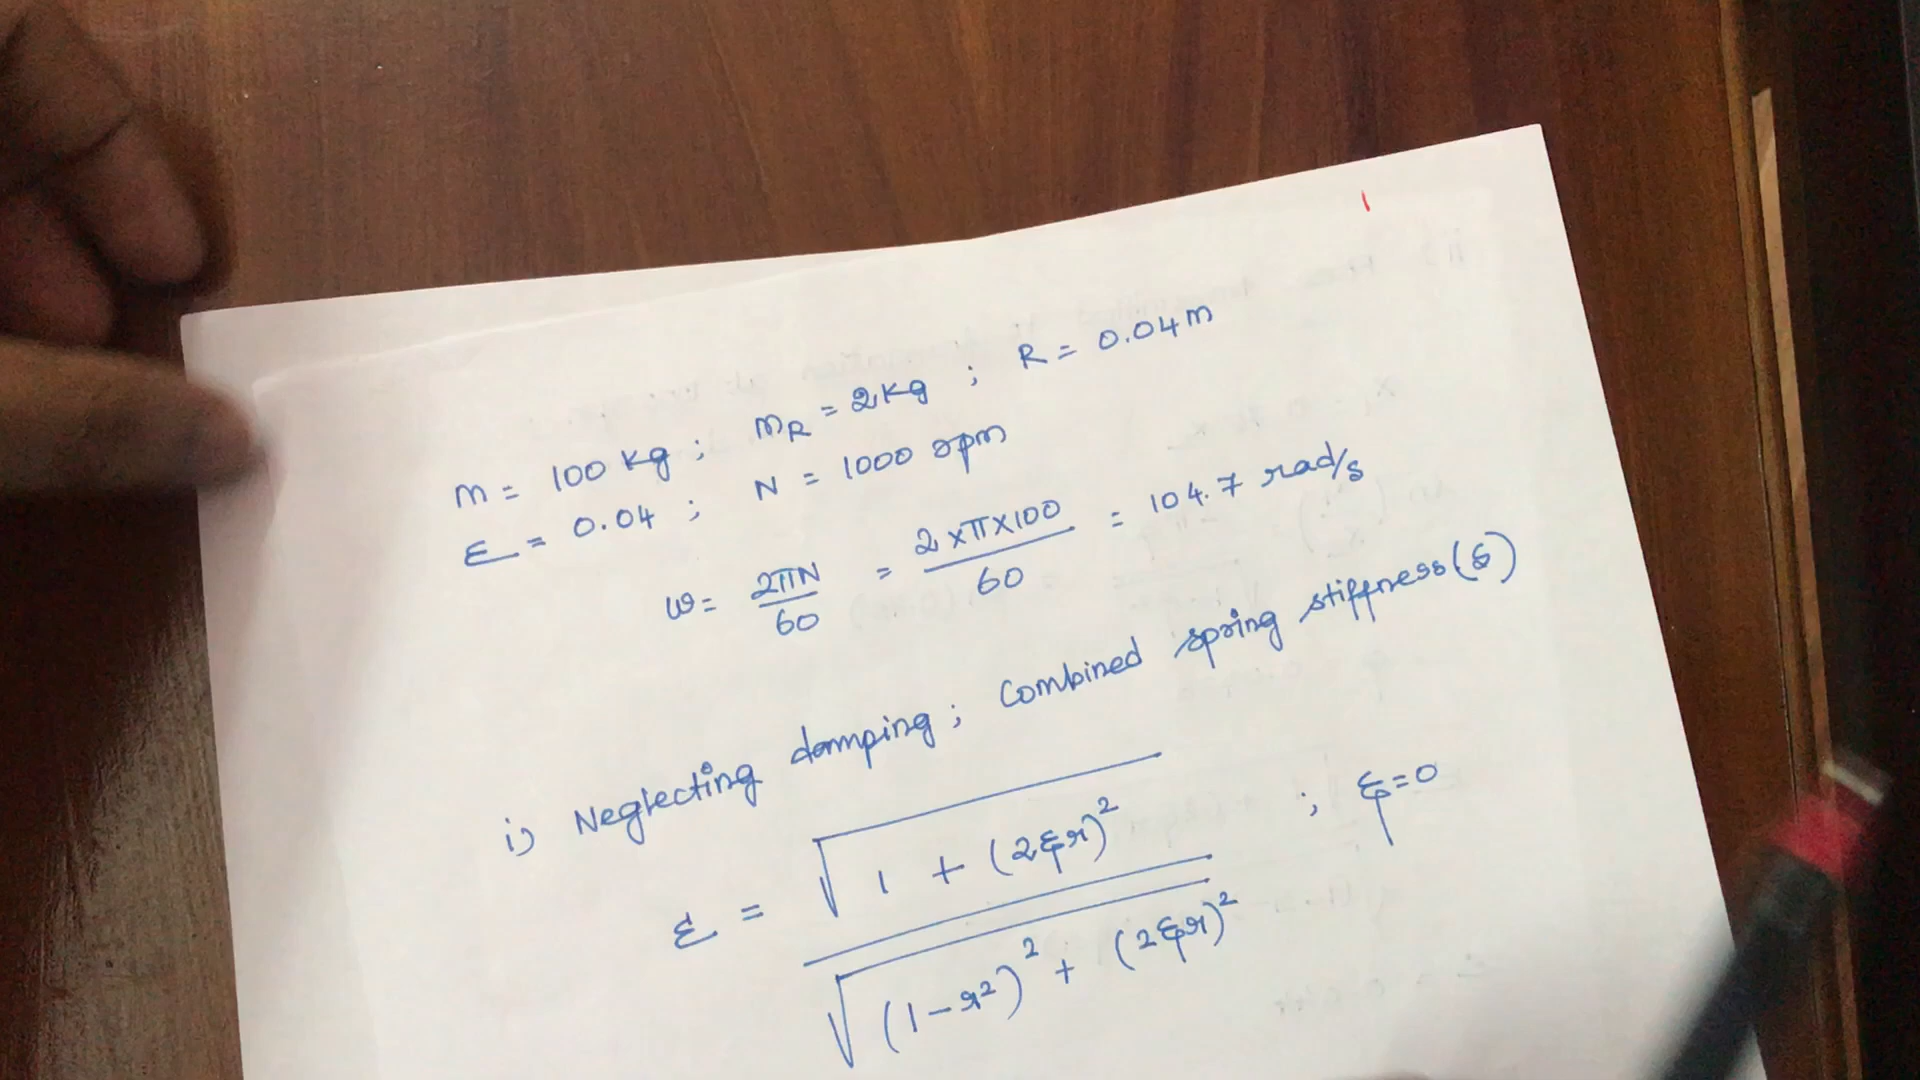 m = 100 kg ; mR = 2kg ; R = 0.04m
ε = 0.04 ; N = 1000 rpm
ω = 2πN/60 = 2×π×100/60 = 104.7 rad/s
i) Neglecting damping; Combined spring stiffness(s)
ε = √(1 + (2ξr)²) / √((1-r²)² + (2ξr)²) ; ξ=0